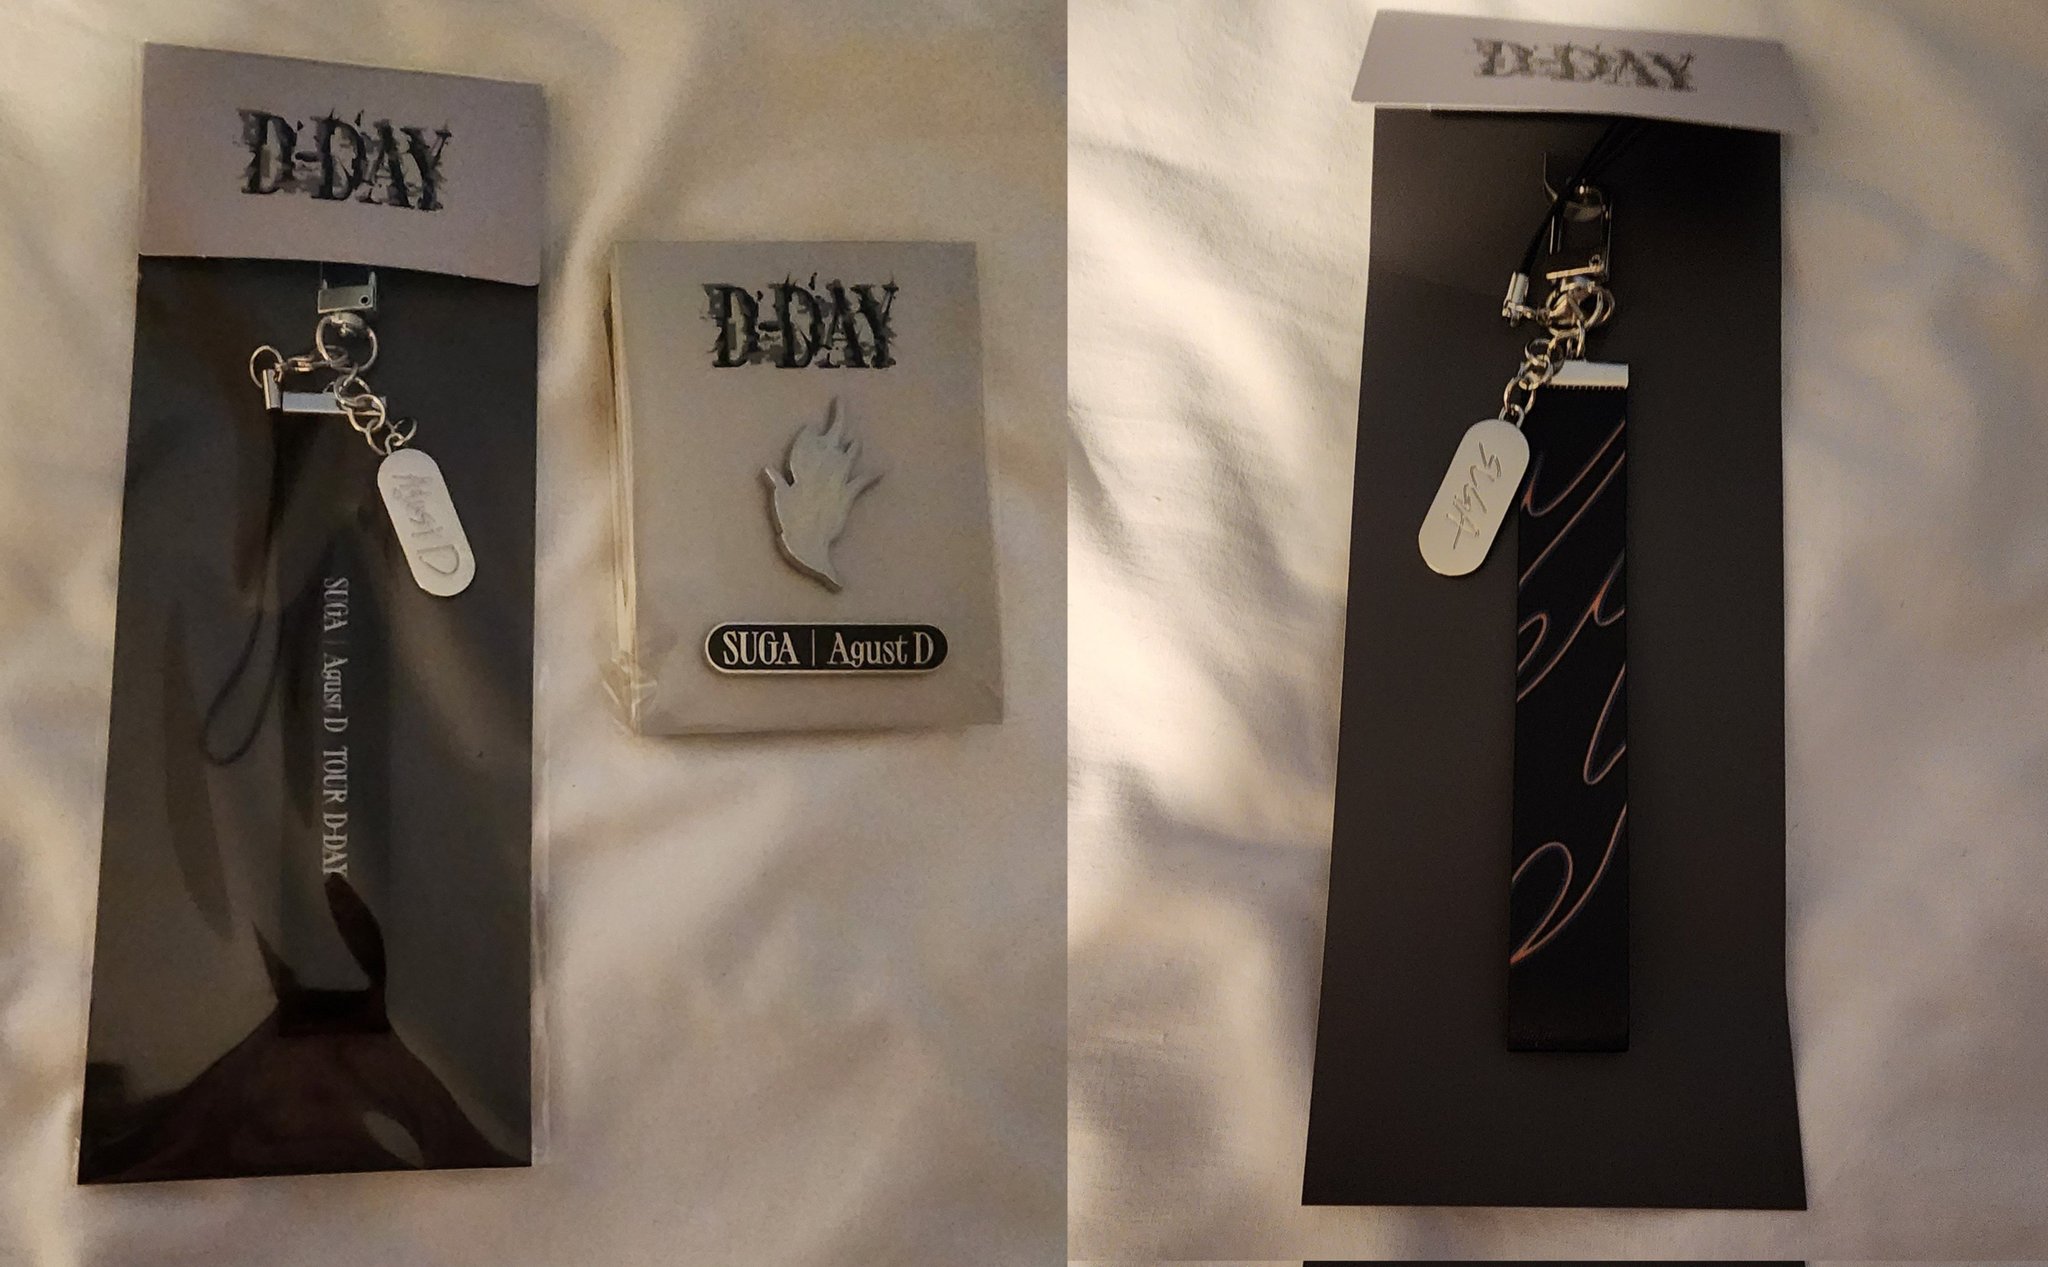 D-DAY
Agust D
SUGA | Agust D TOUR D-DAY
D-DAY
SUGA | Agust D
D-DAY
SUGA